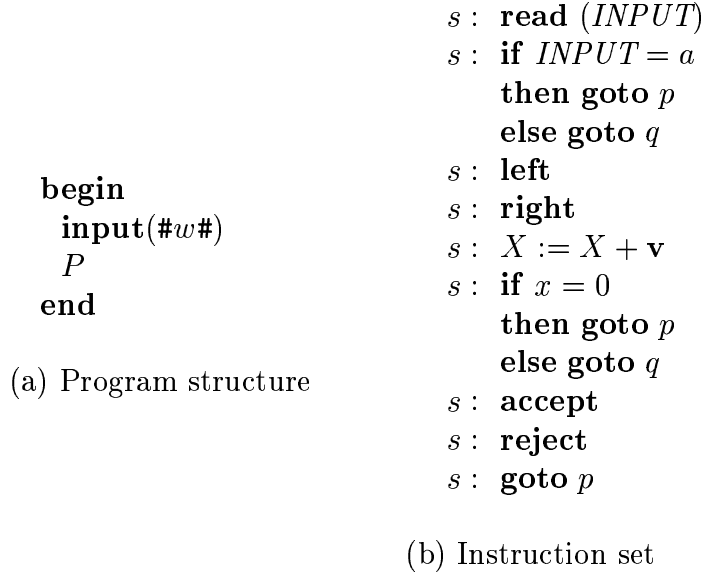 begin
input(#w#)
P
end
(a) Program structure
s : read (INPUT)
s : if INPUT = a
then goto p
else goto q
s : left
s : right
s : X := X + v
s : if x = 0
then goto p
else goto q
s : accept
s : reject
s : goto p
(b) Instruction set